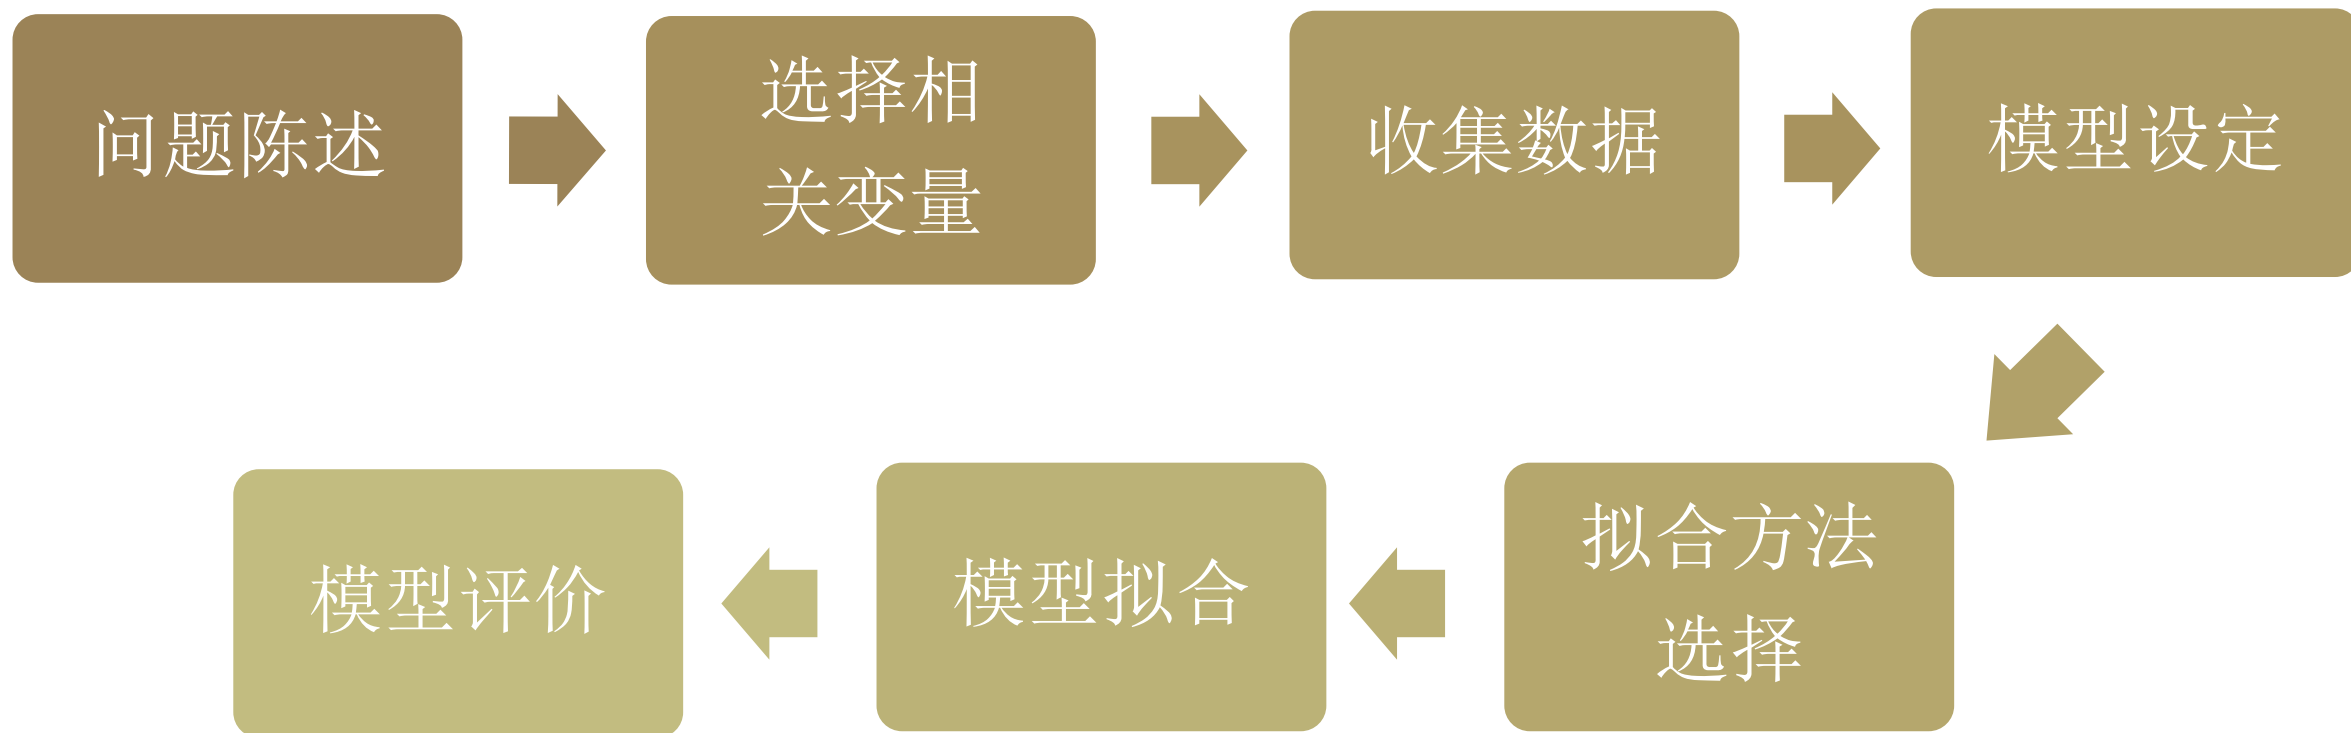 问题陈述
选择相
关变量
收集数据
模型设定
拟合方法
选择
模型拟合
模型评价